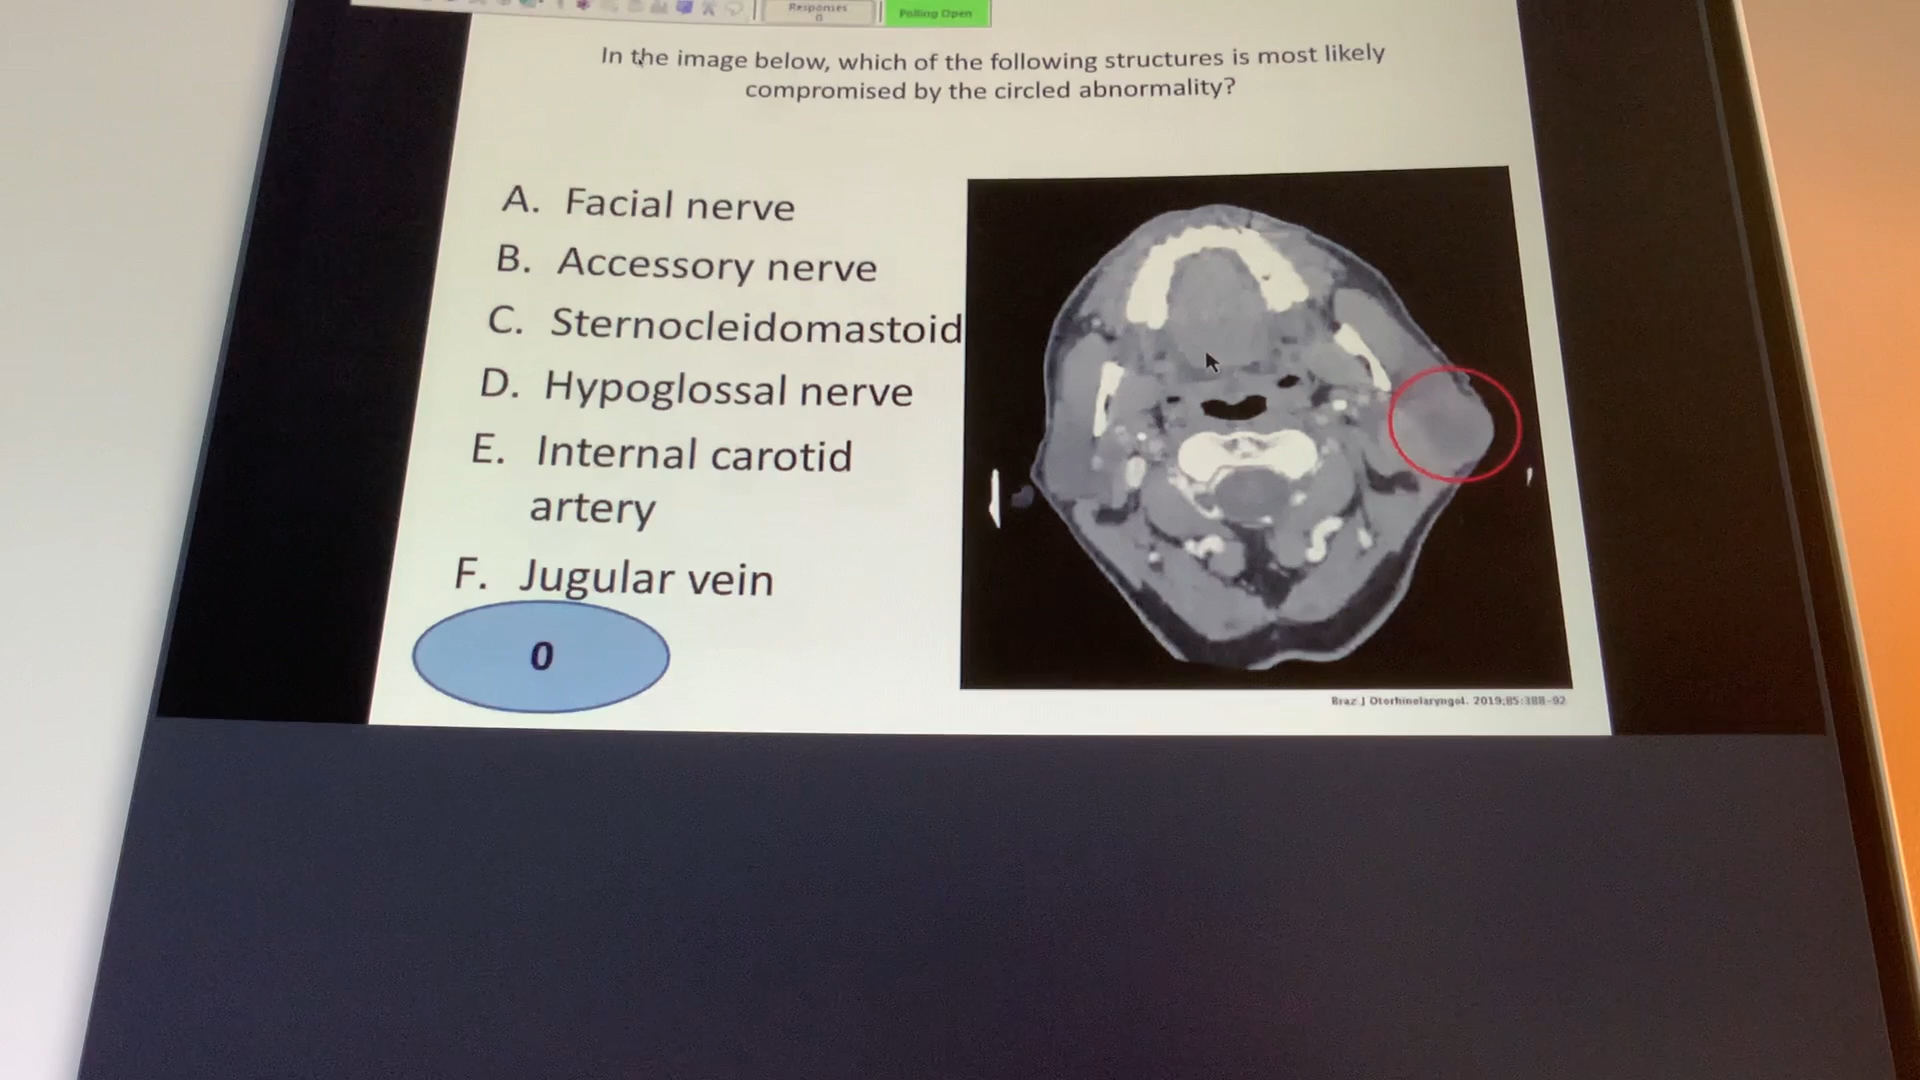 Responses
0
Polling Open
In the image below, which of the following structures is most likely
compromised by the circled abnormality?
A. Facial nerve
B. Accessory nerve
C. Sternocleidomastoid
D. Hypoglossal nerve
E. Internal carotid
artery
F. Jugular vein
0
Braz J Otorhinolaryngol. 2019;85:388-92